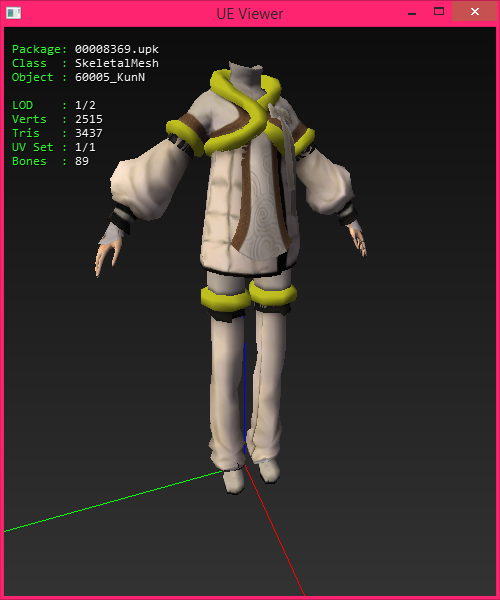 UE Viewer
Package: 00008369.upk
Class  : SkeletalMesh
Object : 60005_KunN
LOD    : 1/2
Verts  : 2515
Tris   : 3437
UV Set : 1/1
Bones  : 89